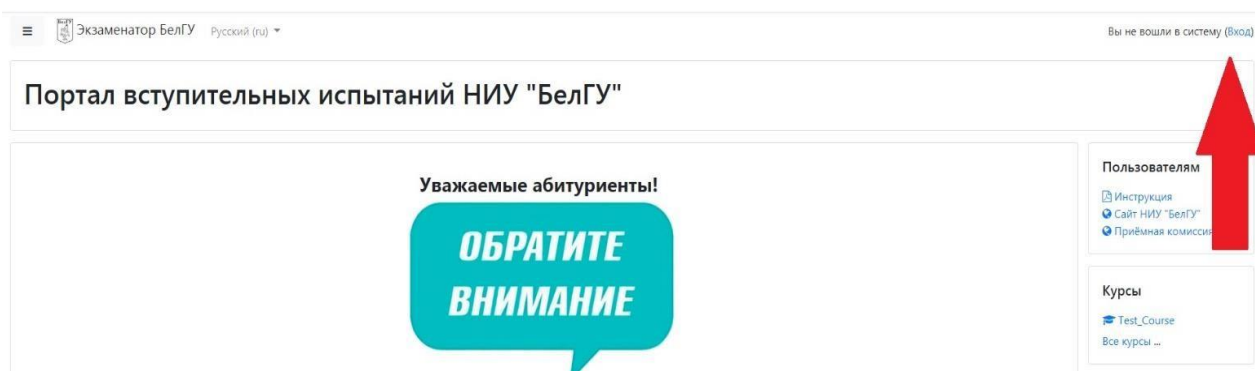 Экзаменатор БелГУ Русский (ru)
Вы не вошли в систему (Вход)
Портал вступительных испытаний НИУ "БелГУ"
Уважаемые абитуриенты!
ОБРАТИТЕ
ВНИМАНИЕ
Пользователям
Инструкция
Сайт НИУ "БелГУ"
Приёмная комиссия
Курсы
Test_Course
Все курсы ...